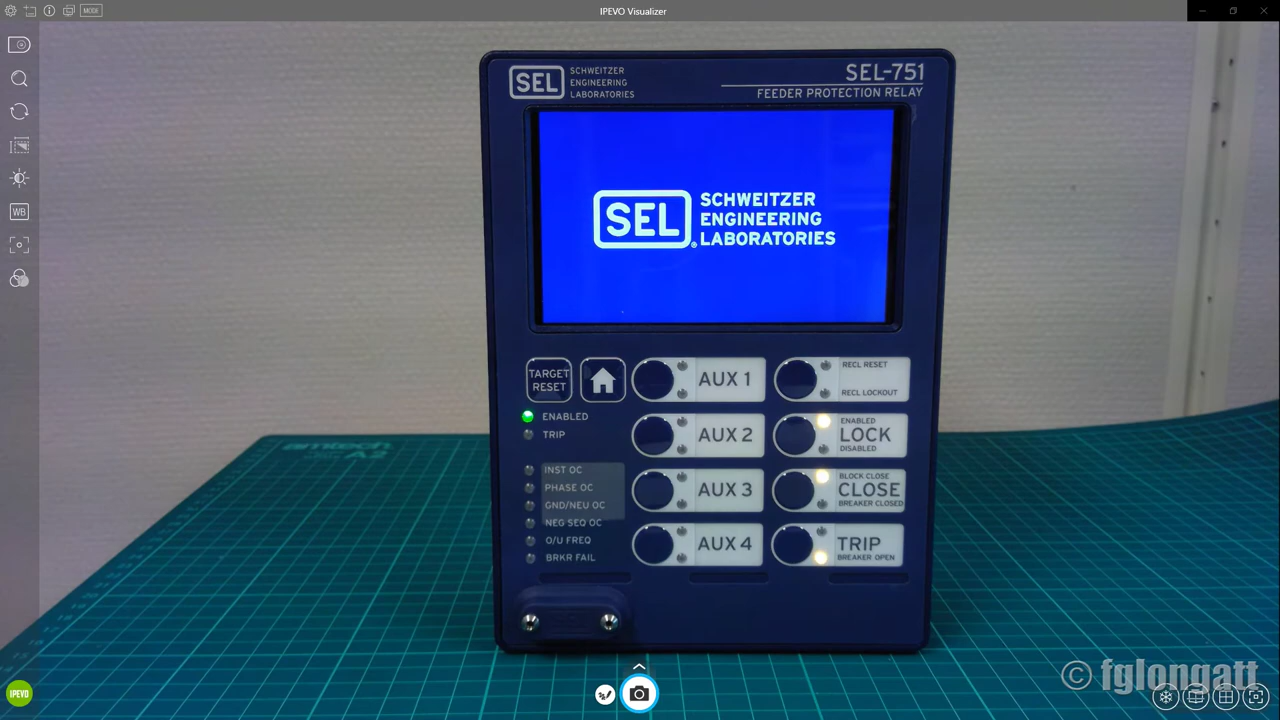 MODE
IPEVO Visualizer
WB
SEL
SCHWEITZER
ENGINEERING
LABORATORIES
SEL-751
FEEDER PROTECTION RELAY
SEL
®
SCHWEITZER
ENGINEERING
LABORATORIES
TARGET
RESET
AUX 1
RECL RESET
RECL LOCKOUT
ENABLED
TRIP
AUX 2
ENABLED
LOCK
DISABLED
INST OC
PHASE OC
GND/NEU OC
NEG SEQ OC
O/U FREQ
BRKR FAIL
AUX 3
BLOCK CLOSE
CLOSE
BREAKER CLOSED
AUX 4
TRIP
BREAKER OPEN
A2
IPEVO
© fglongatt